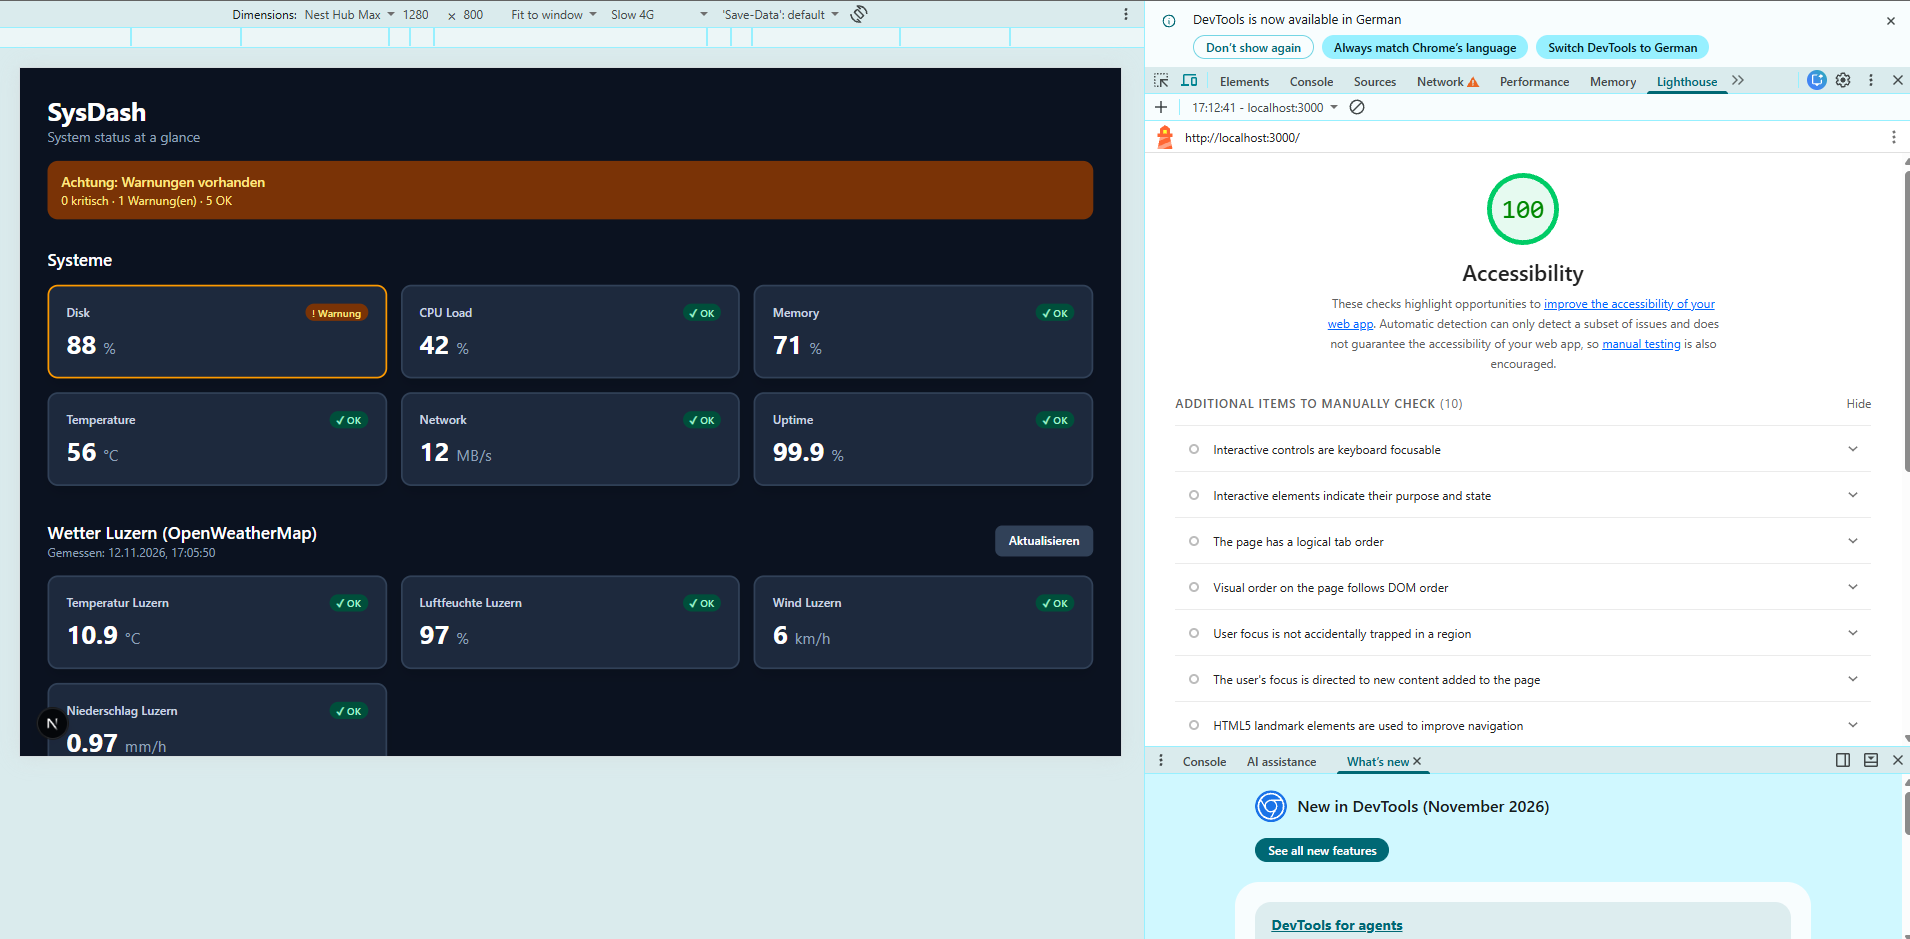 Dimensions: Nest Hub Max 1280 × 800 Fit to window Slow 4G 'Save-Data': default
SysDash
System status at a glance
Achtung: Warnungen vorhanden
0 kritisch · 1 Warnung(en) · 5 OK
Systeme
Disk ! Warnung
88 %
CPU Load ✓ OK
42 %
Memory ✓ OK
71 %
Temperature ✓ OK
56 °C
Network ✓ OK
12 MB/s
Uptime ✓ OK
99.9 %
Wetter Luzern (OpenWeatherMap)
Gemessen: 12.11.2026, 17:05:50
Aktualisieren
Temperatur Luzern ✓ OK
10.9 °C
Luftfeuchte Luzern ✓ OK
97 %
Wind Luzern ✓ OK
6 km/h
Niederschlag Luzern ✓ OK
0.97 mm/h
N
DevTools is now available in German
Don't show again Always match Chrome's language Switch DevTools to German
Elements Console Sources Network Performance Memory Lighthouse
17:12:41 - localhost:3000
http://localhost:3000/
100
Accessibility
These checks highlight opportunities to improve the accessibility of your
web app. Automatic detection can only detect a subset of issues and does
not guarantee the accessibility of your web app, so manual testing is also
encouraged.
ADDITIONAL ITEMS TO MANUALLY CHECK (10) Hide
Interactive controls are keyboard focusable
Interactive elements indicate their purpose and state
The page has a logical tab order
Visual order on the page follows DOM order
User focus is not accidentally trapped in a region
The user's focus is directed to new content added to the page
HTML5 landmark elements are used to improve navigation
Console AI assistance What's new
New in DevTools (November 2026)
See all new features
DevTools for agents